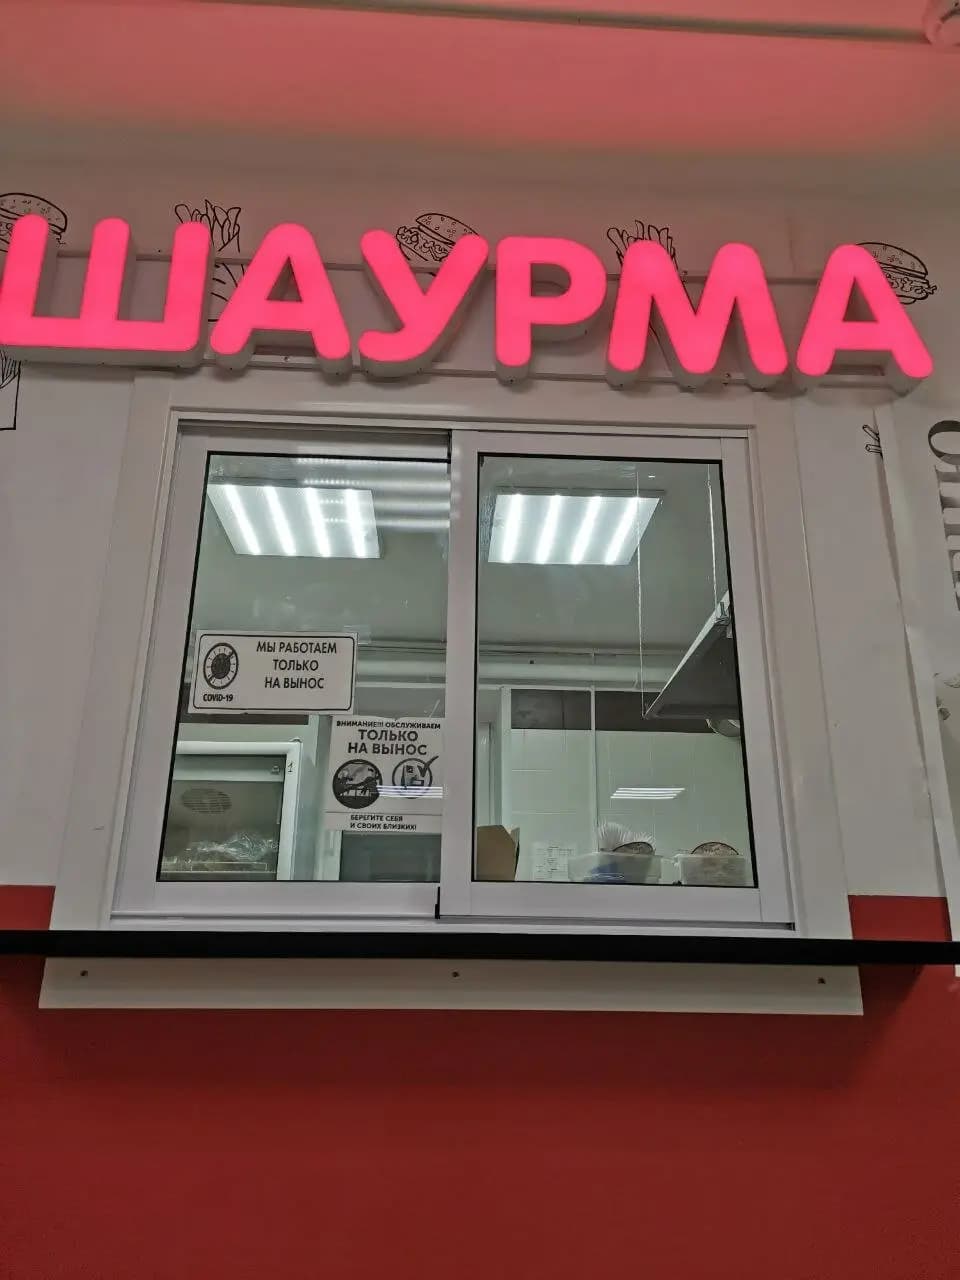 ШАУРМА
МЫ РАБОТАЕМ
ТОЛЬКО
НА ВЫНОС
COVID-19
ВНИМАНИЕ!!! ОБСЛУЖИВАЕМ
ТОЛЬКО
НА ВЫНОС
БЕРЕГИТЕ СЕБЯ
И СВОИХ БЛИЗКИХ!